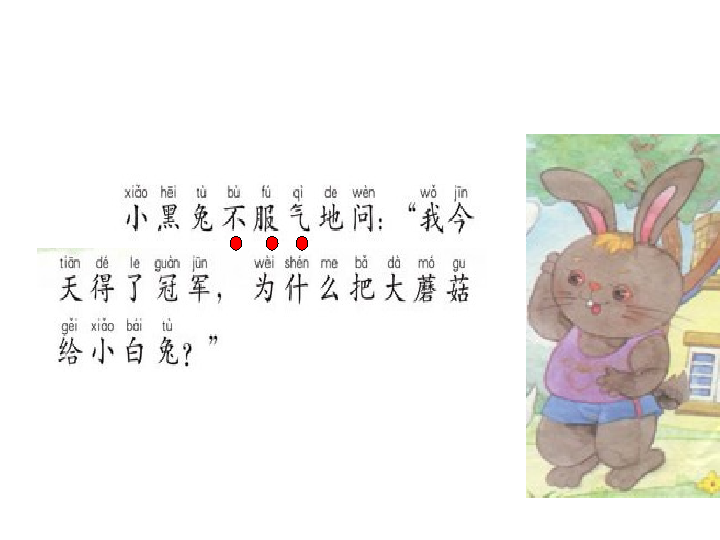 xiǎo hēi tù bù fú qì de wèn wǒ jīn
小黑兔不服气地问：“我今
tiān dé le guàn jūn wèi shén me bǎ dà mó gu
天得了冠军，为什么把大蘑菇
gěi xiǎo bái tù
给小白兔？”